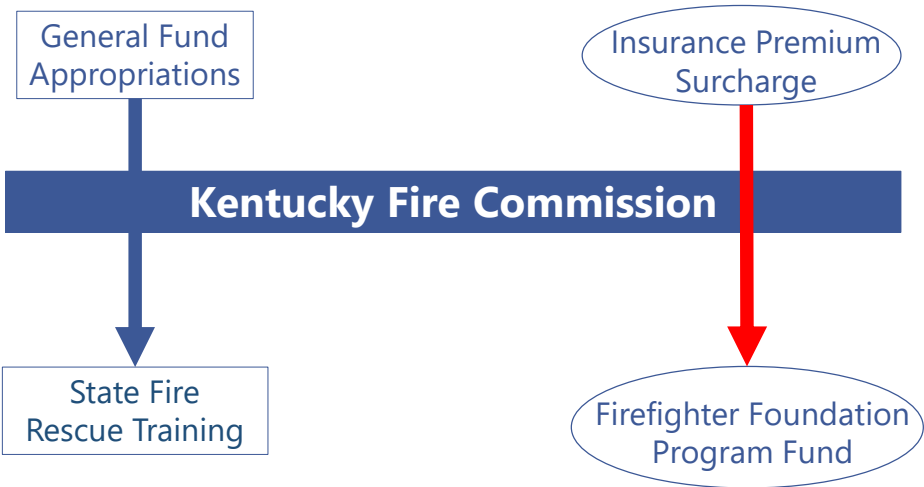 General Fund
Appropriations
Insurance Premium
Surcharge
Kentucky Fire Commission
State Fire
Rescue Training
Firefighter Foundation
Program Fund